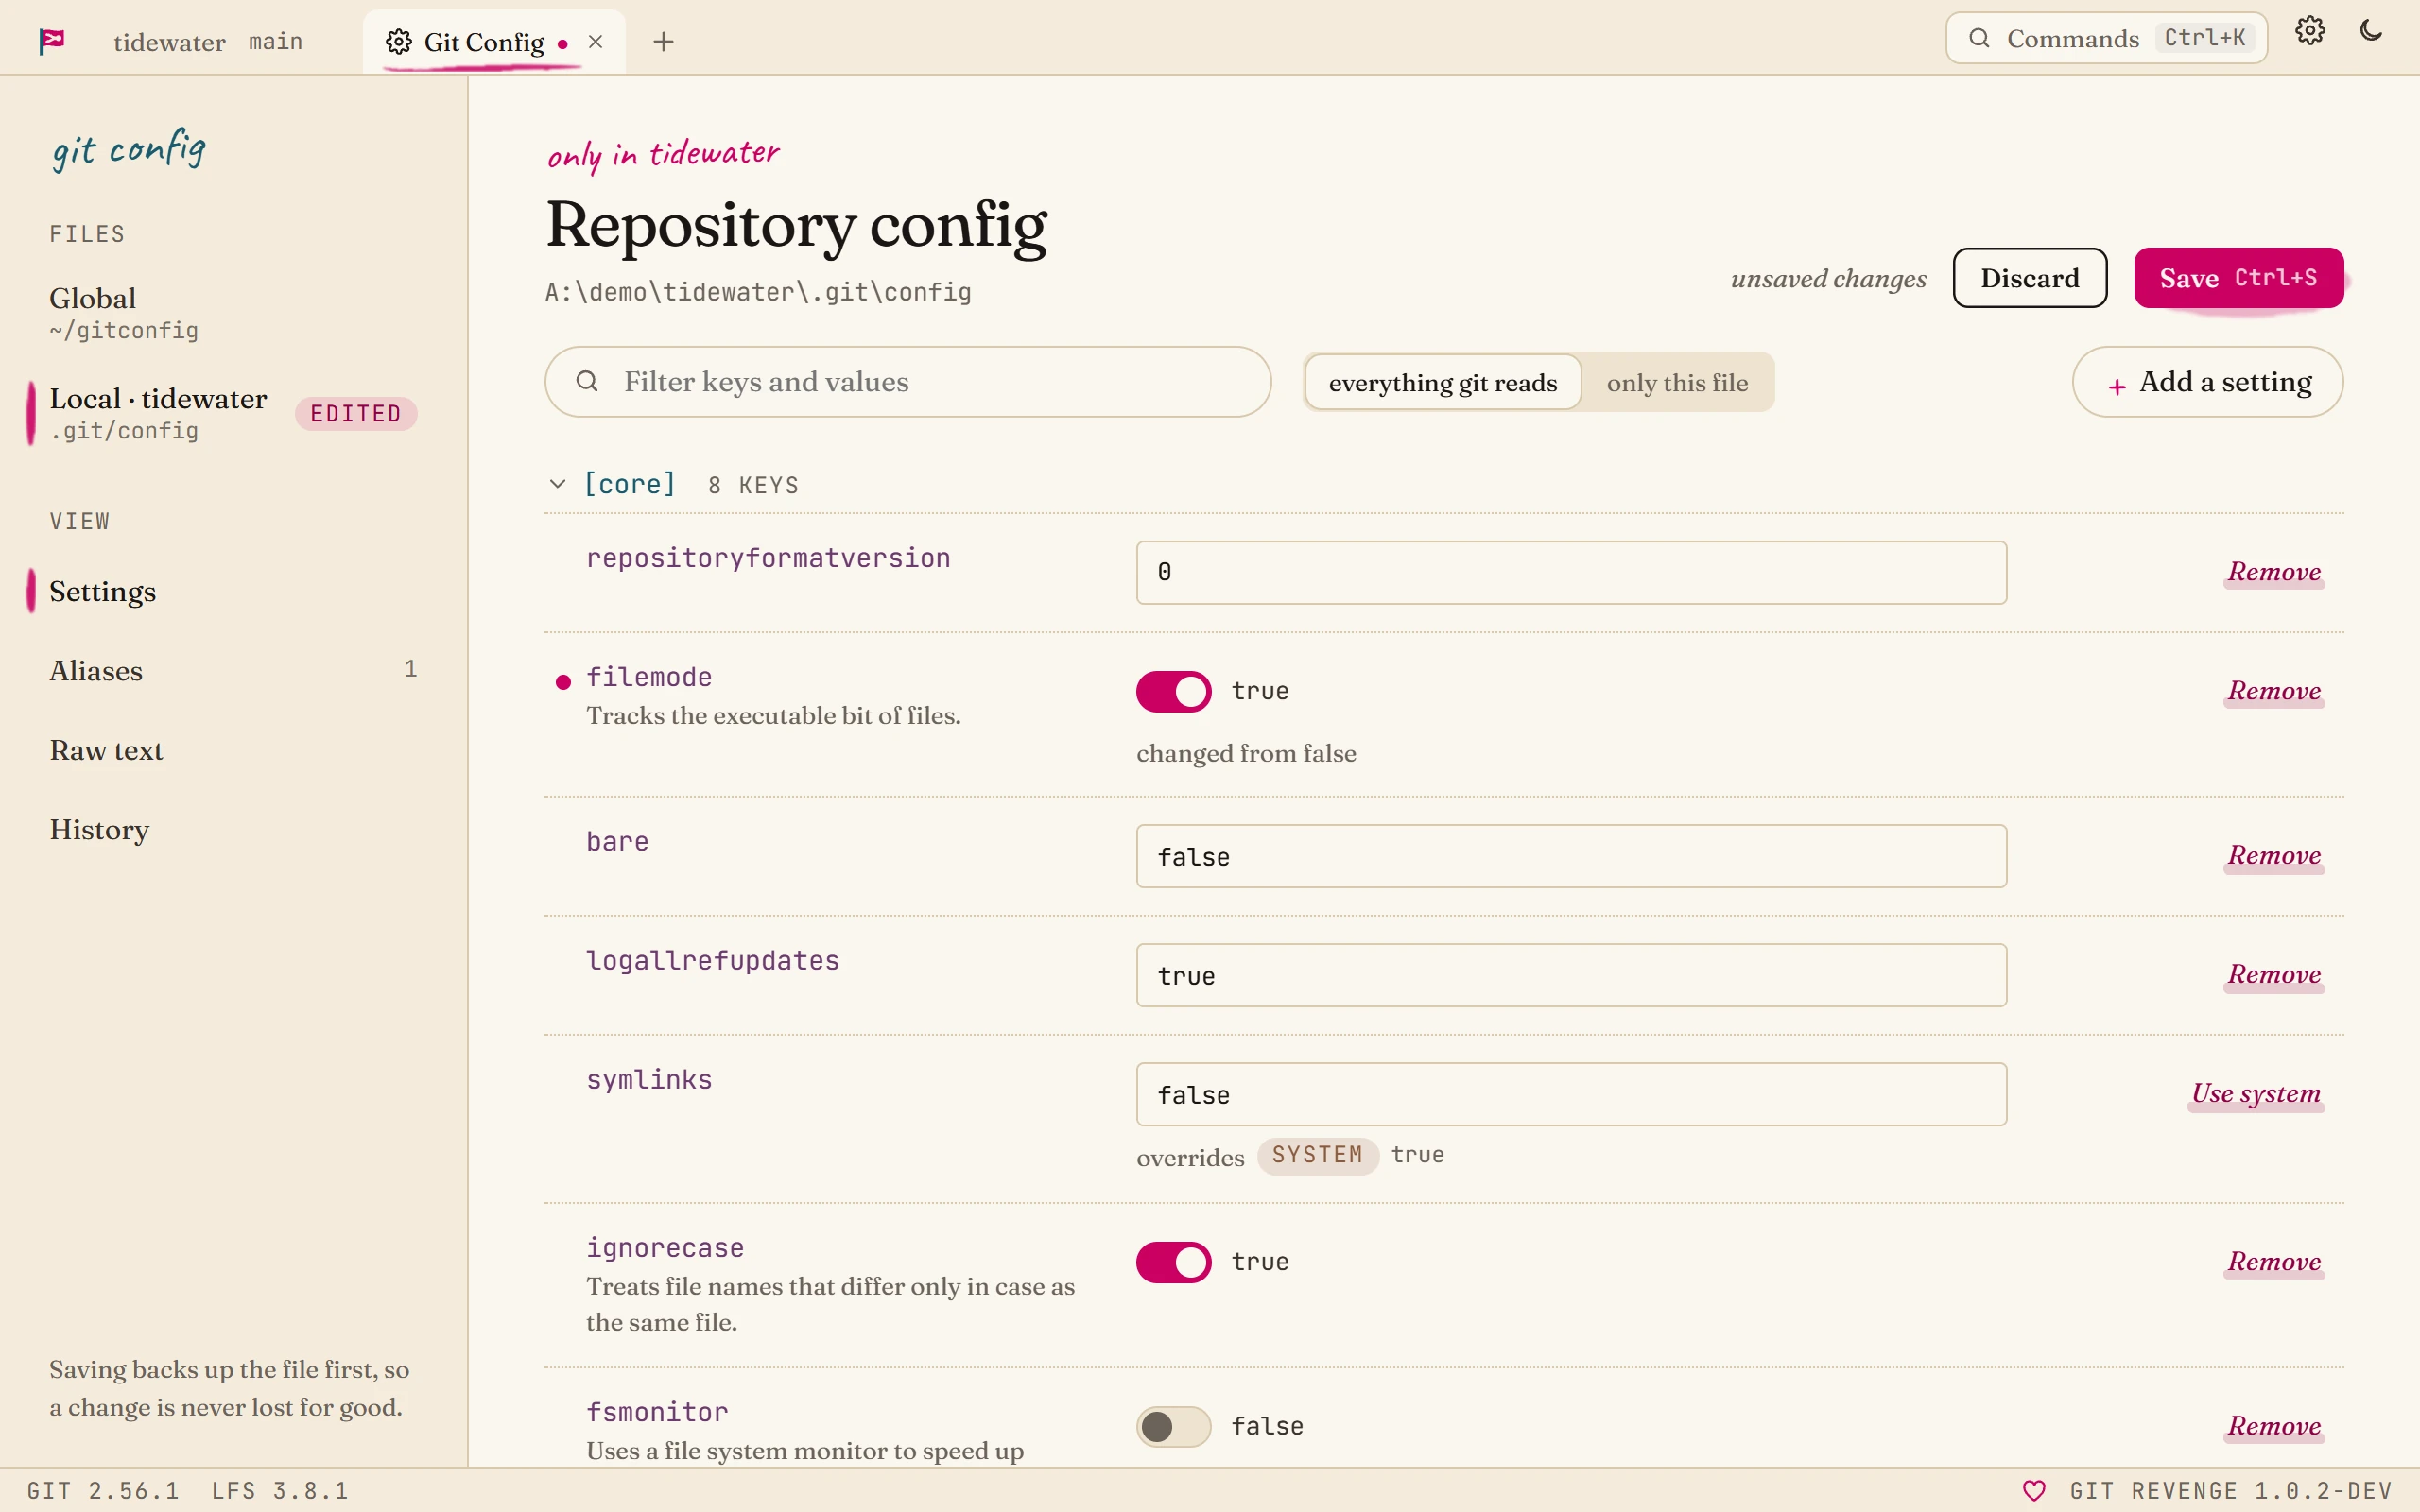 tidewater main Git Config Commands Ctrl+K
git config
FILES
Global
~/gitconfig
Local · tidewater EDITED
.git/config
VIEW
Settings
Aliases 1
Raw text
History
Saving backs up the file first, so
a change is never lost for good.
only in tidewater
Repository config
A:\demo\tidewater\.git\config
unsaved changes Discard Save Ctrl+S
Filter keys and values everything git reads only this file + Add a setting
[core] 8 KEYS
repositoryformatversion 0 Remove
filemode true Remove
Tracks the executable bit of files.
changed from false
bare false Remove
logallrefupdates true Remove
symlinks false Use system
overrides SYSTEM true
ignorecase true Remove
Treats file names that differ only in case as
the same file.
fsmonitor false Remove
Uses a file system monitor to speed up
GIT 2.56.1 LFS 3.8.1 GIT REVENGE 1.0.2-DEV